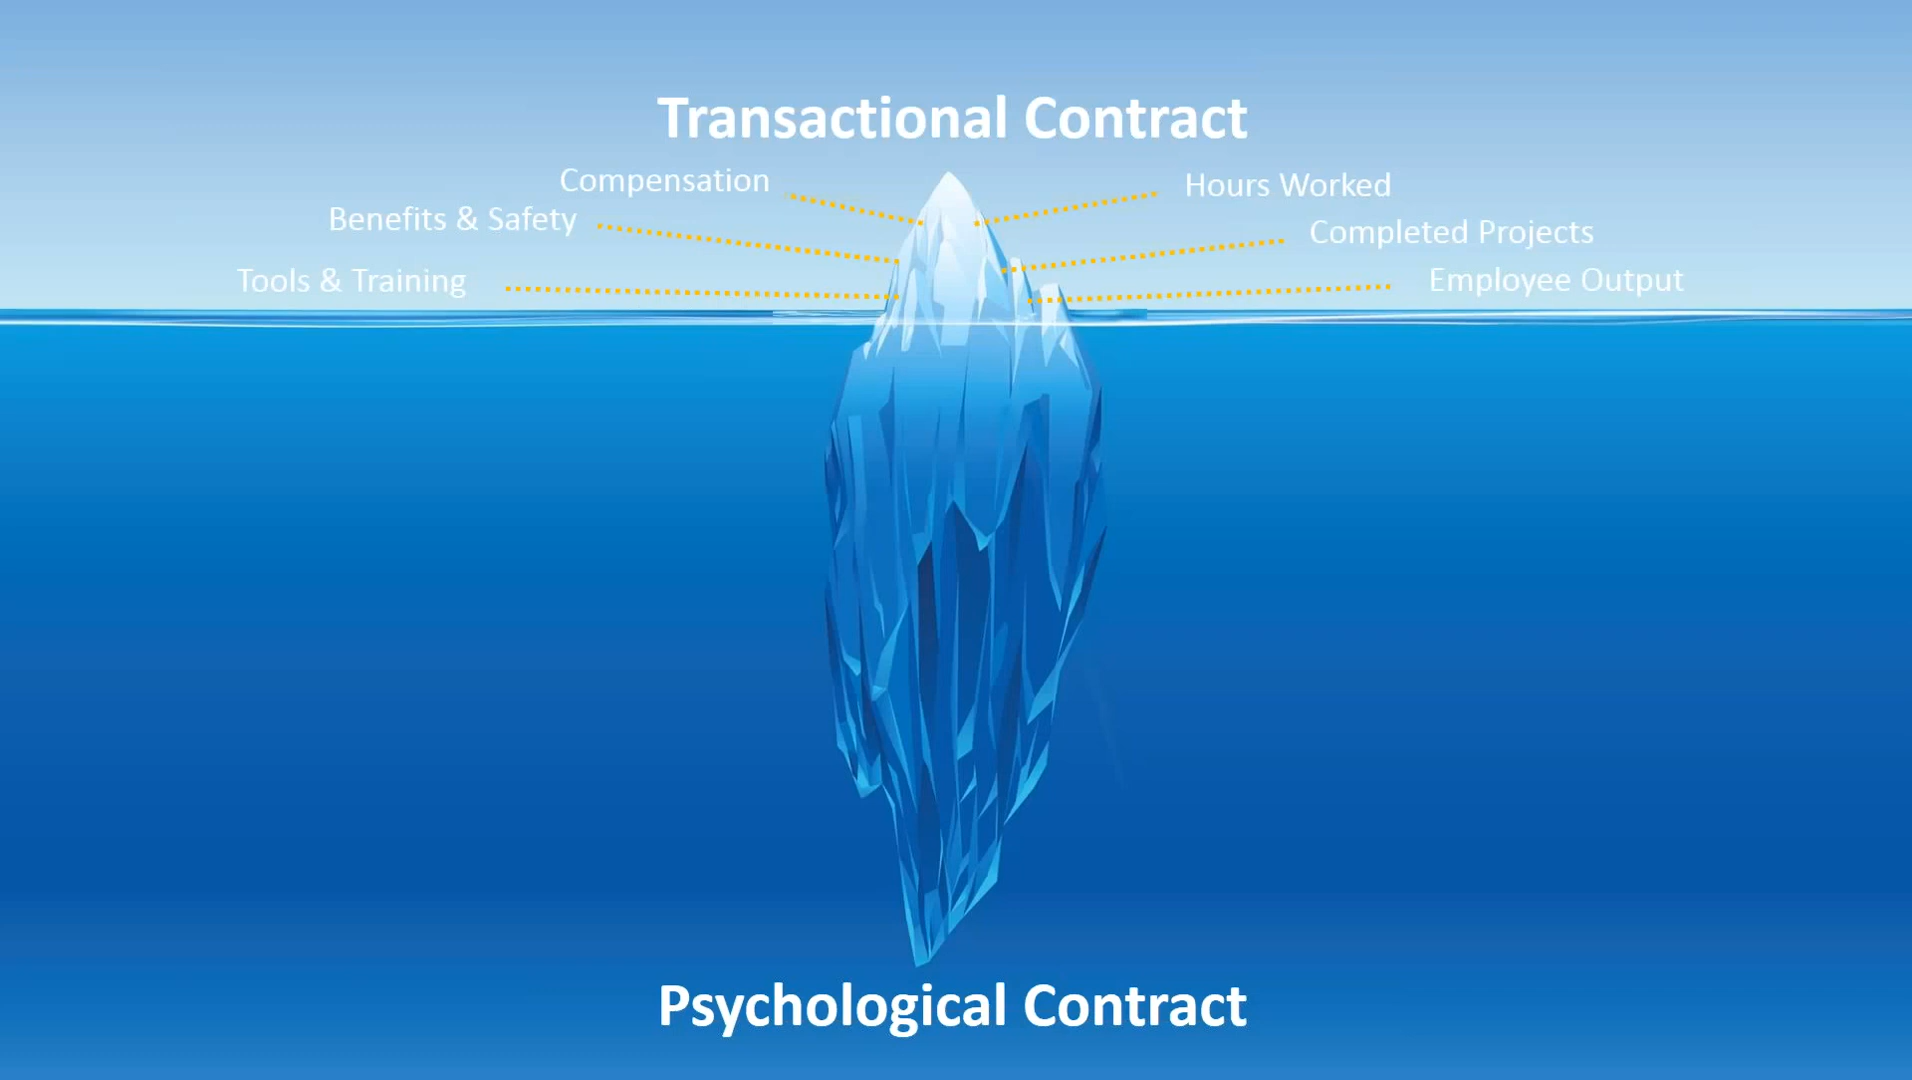 Transactional Contract
Compensation
Hours Worked
Benefits & Safety
Completed Projects
Tools & Training
Employee Output
Psychological Contract